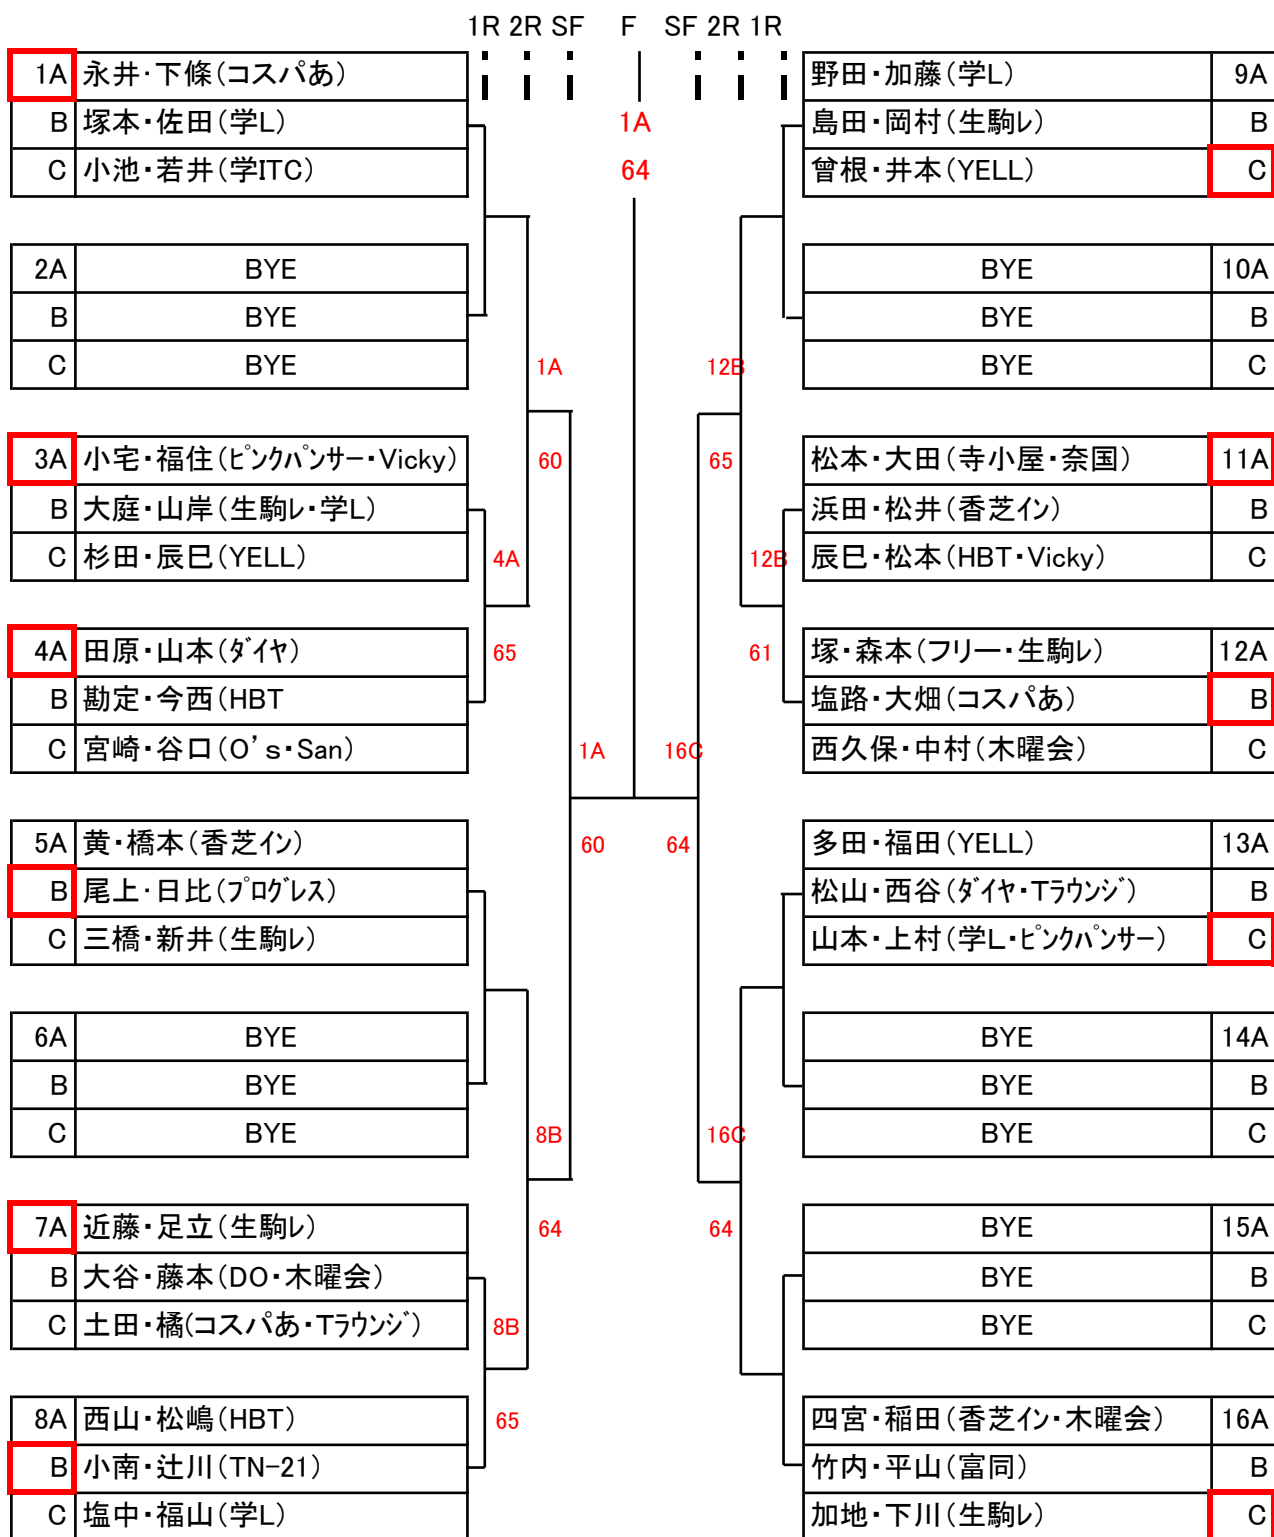 1R 2R SF F SF 2R 1R
1A 永井･下條(コスパあ) 野田・加藤(学L) 9A
B 塚本・佐田(学L) 1A 島田・岡村(生駒レ) B
C 小池・若井(学ITC) 64 曾根・井本(YELL) C
2A BYE BYE 10A
B BYE BYE B
C BYE 1A 12B BYE C
3A 小宅・福住(ﾋﾟﾝｸﾊﾟﾝｻｰ・Vicky) 60 65 松本・大田(寺小屋・奈国) 11A
B 大庭・山岸(生駒レ・学L) 浜田・松井(香芝イン) B
C 杉田・辰巳(YELL) 4A 12B 辰巳・松本(HBT・Vicky) C
4A 田原・山本(ダイヤ) 65 61 塚・森本(フリー・生駒レ) 12A
B 勘定・今西(HBT 塩路・大畑(コスパあ) B
C 宮崎・谷口(O’s・San) 1A 16C 西久保・中村(木曜会) C
5A 黄・橋本(香芝イン) 60 64 多田・福田(YELL) 13A
B 尾上･日比(ﾌﾟﾛｸﾞﾚｽ) 松山・西谷(ﾀﾞｲﾔ・Tﾗｳﾝｼﾞ) B
C 三橋・新井(生駒レ) 山本・上村(学L・ﾋﾟﾝｸﾊﾟﾝｻｰ) C
6A BYE BYE 14A
B BYE BYE B
C BYE 8B 16C BYE C
7A 近藤・足立(生駒レ) 64 64 BYE 15A
B 大谷・藤本(DO・木曜会) BYE B
C 土田・橘(コスパあ・Tﾗｳﾝｼﾞ) 8B BYE C
8A 西山・松嶋(HBT) 65 四宮・稲田(香芝イン・木曜会) 16A
B 小南・辻川(TN-21) 竹内・平山(富同) B
C 塩中・福山(学L) 加地・下川(生駒レ) C